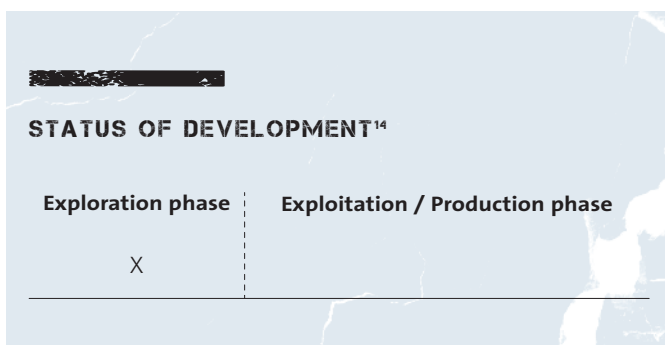 STATUS OF DEVELOPMENT¹⁴
Exploration phase Exploitation / Production phase
X